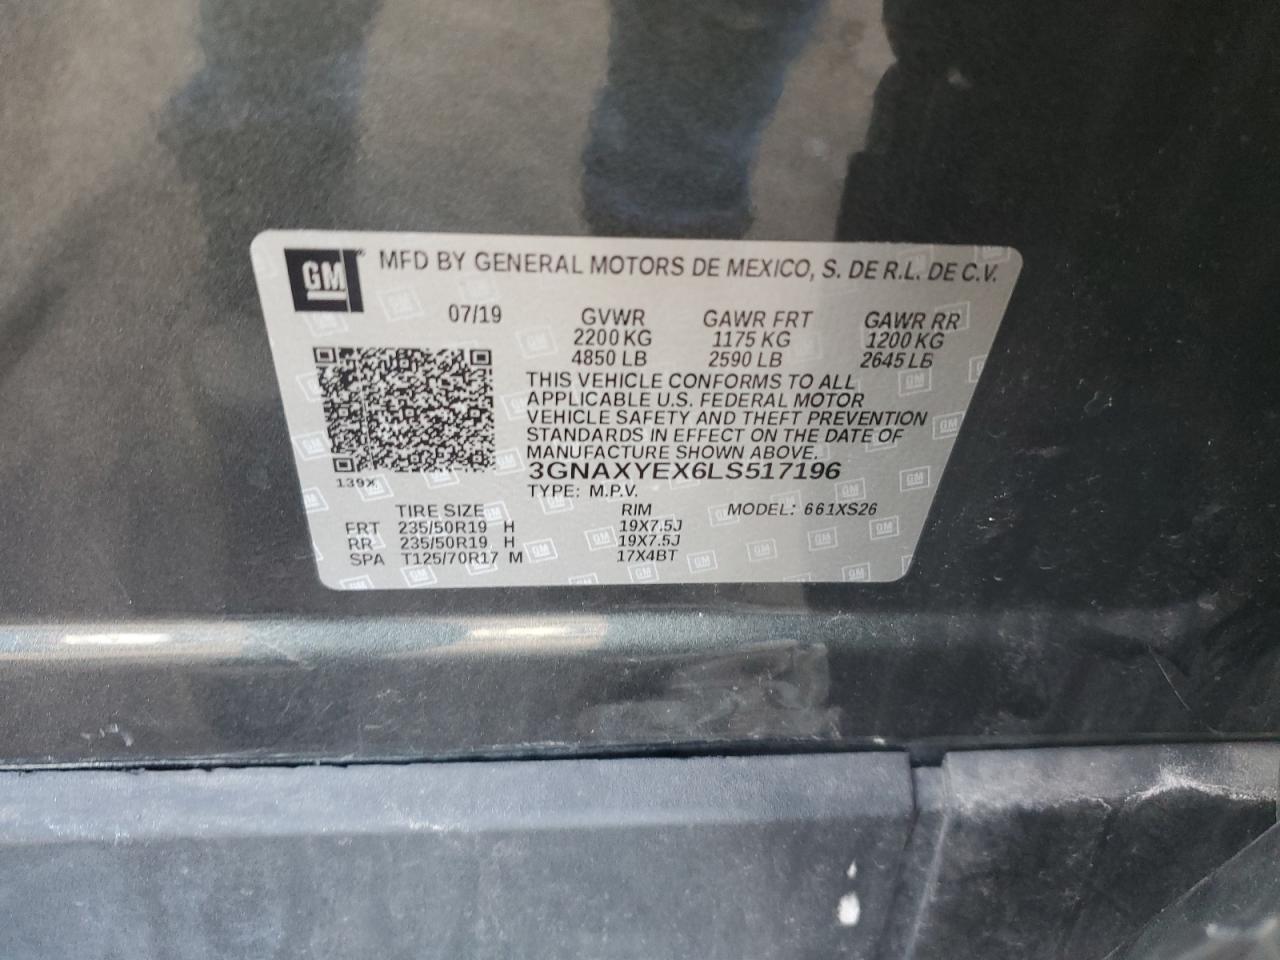 GM MFD BY GENERAL MOTORS DE MEXICO, S. DE R.L. DE C.V.
07/19 GVWR GAWR FRT GAWR RR
2200 KG 1175 KG 1200 KG
4850 LB 2590 LB 2645 LB
THIS VEHICLE CONFORMS TO ALL
APPLICABLE U.S. FEDERAL MOTOR
VEHICLE SAFETY AND THEFT PREVENTION
STANDARDS IN EFFECT ON THE DATE OF
MANUFACTURE SHOWN ABOVE.
3GNAXYEX6LS517196
139X
TYPE: M.P.V.
TIRE SIZE RIM MODEL: 661XS26
FRT 235/50R19 H 19X7.5J
RR 235/50R19 H 19X7.5J
SPA T125/70R17 M 17X4BT